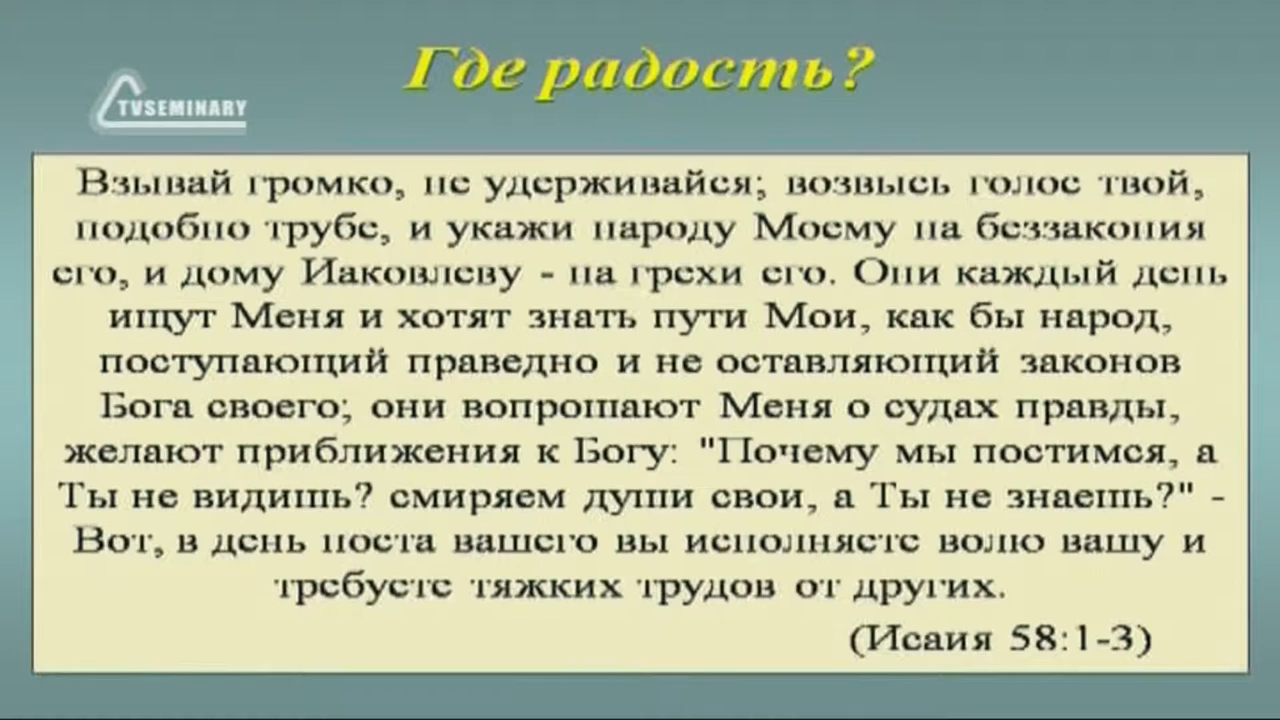 Где радость?
TVSEMINARY
Взывай громко, не удерживайся; возвысь голос твой,
подобно трубе, и укажи народу Моему на беззакония
его, и дому Иаковлеву - на грехи его. Они каждый день
ищут Меня и хотят знать пути Мои, как бы народ,
поступающий праведно и не оставляющий законов
Бога своего; они вопрошают Меня о судах правды,
желают приближения к Богу: "Почему мы постимся, а
Ты не видишь? смиряем души свои, а Ты не знаешь?" -
Вот, в день поста вашего вы исполняете волю вашу и
требуете тяжких трудов от других.
(Исаия 58:1-3)